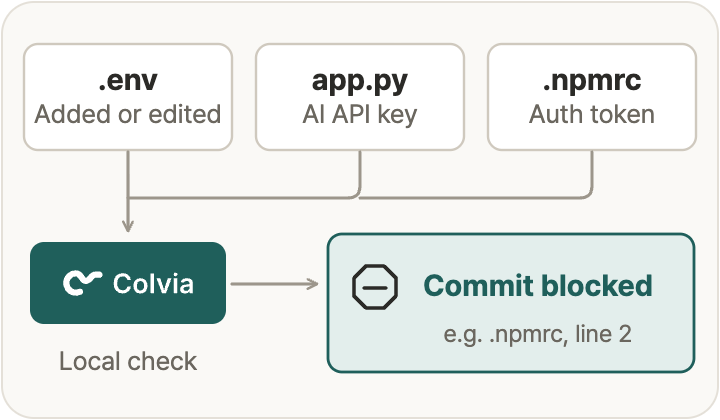 .env
Added or edited
app.py
AI API key
.npmrc
Auth token
Colvia
Local check
Commit blocked
e.g. .npmrc, line 2